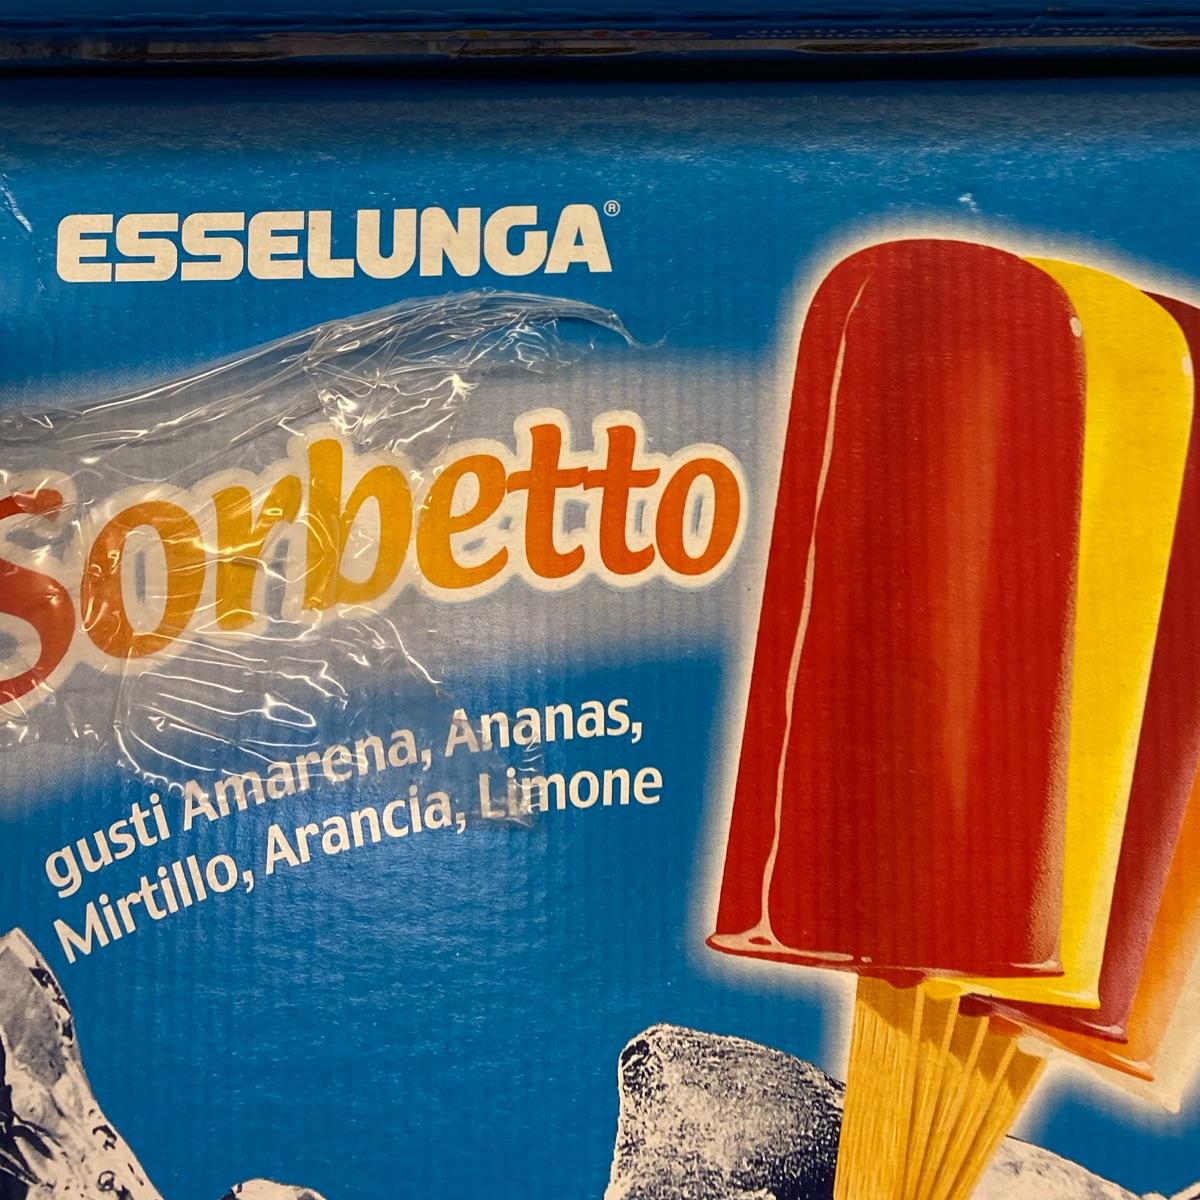 ESSELUNGA®
Sorbetto
gusti Amarena, Ananas,
Mirtillo, Arancia, Limone